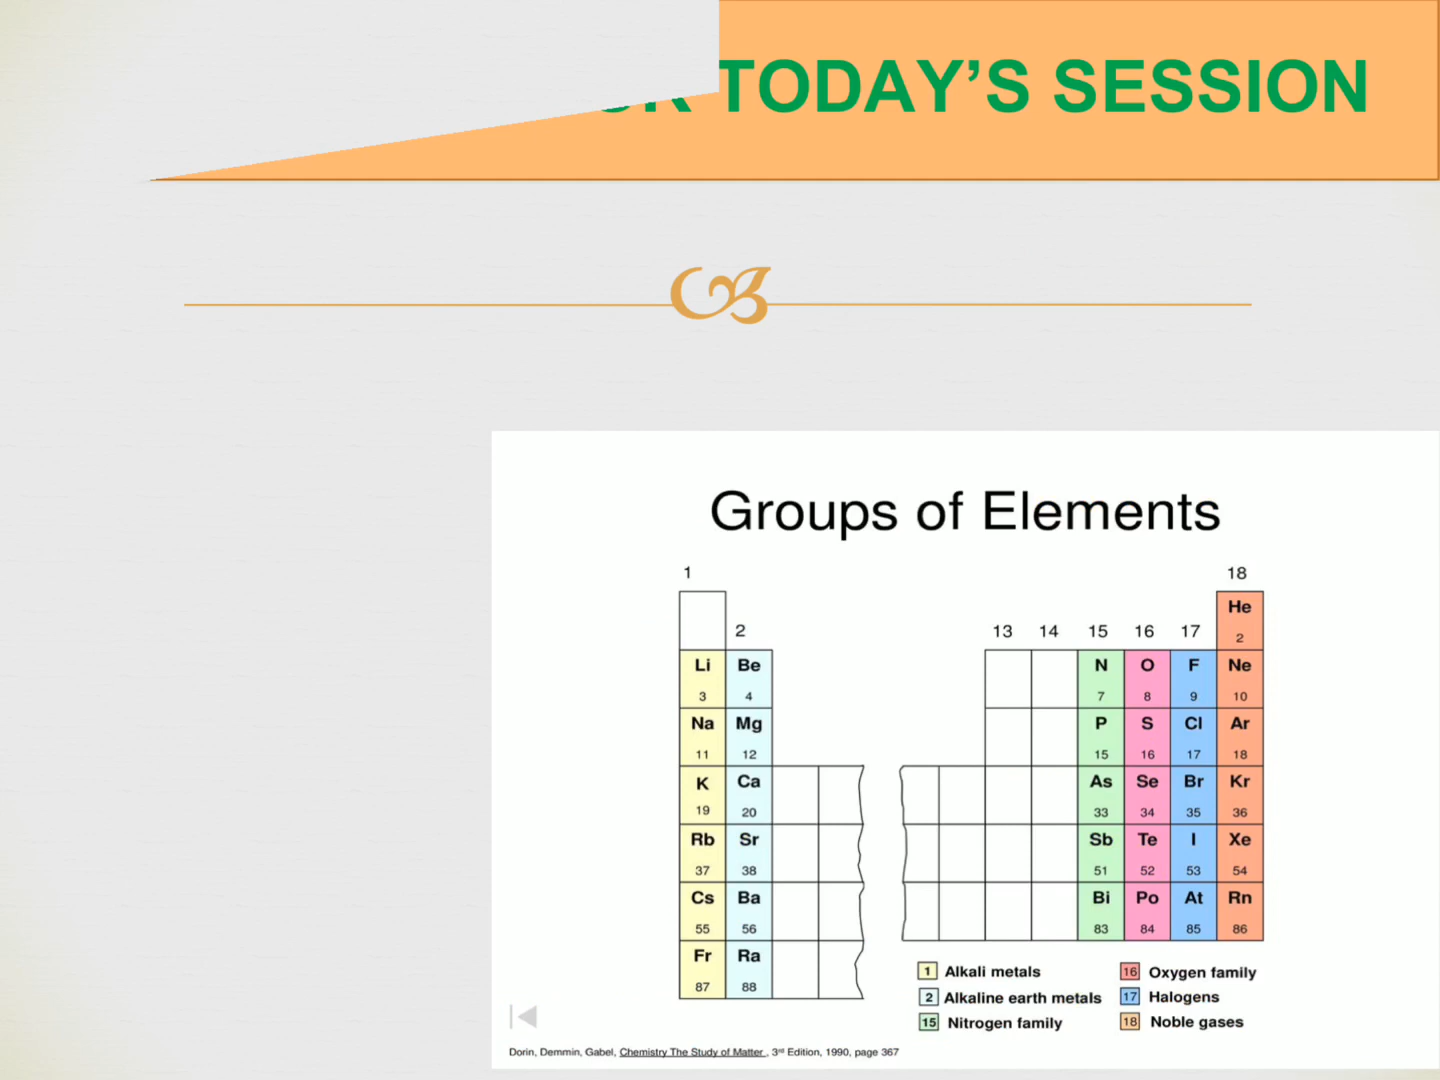 TODAY’S SESSION
Groups of Elements
1 18
He
2 13 14 15 16 17 2
Li Be N O F Ne
3 4 7 8 9 10
Na Mg P S Cl Ar
11 12 15 16 17 18
K Ca As Se Br Kr
19 20 33 34 35 36
Rb Sr Sb Te I Xe
37 38 51 52 53 54
Cs Ba Bi Po At Rn
55 56 83 84 85 86
Fr Ra
87 88
1 Alkali metals 16 Oxygen family
2 Alkaline earth metals 17 Halogens
15 Nitrogen family 18 Noble gases
Dorin, Demmin, Gabel, Chemistry The Study of Matter , 3rd Edition, 1990, page 367